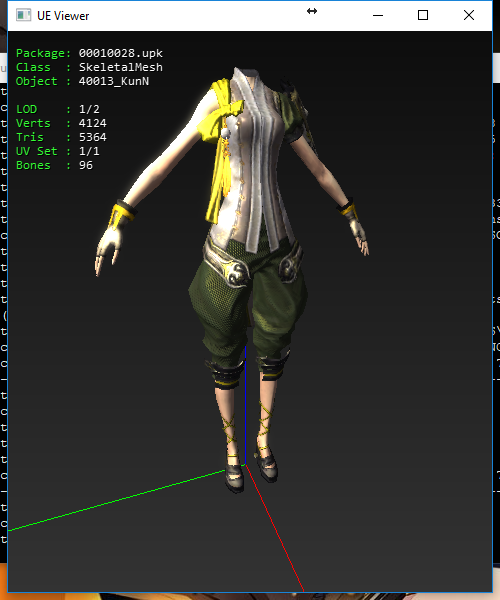 UE Viewer
Package: 00010028.upk
Class : SkeletalMesh
Object : 40013_KunN
LOD : 1/2
Verts : 4124
Tris : 5364
UV Set : 1/1
Bones : 96